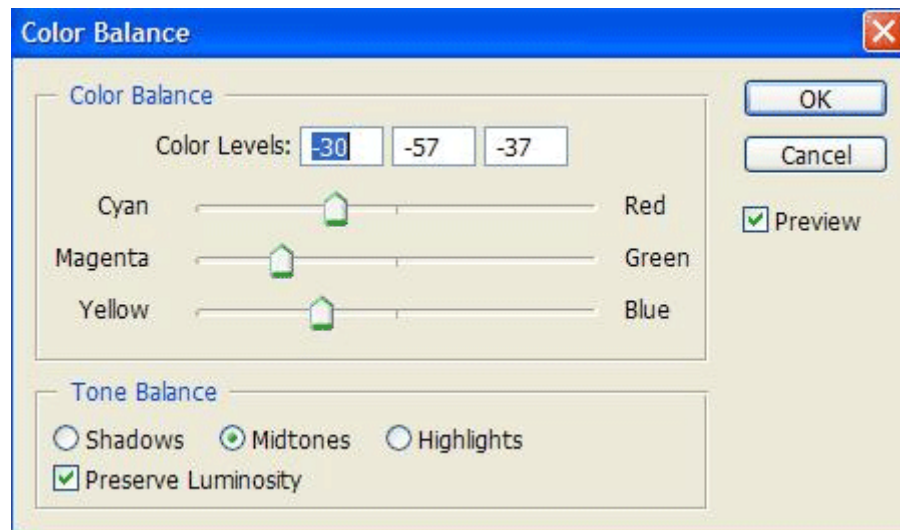 Color Balance
Color Balance
OK
Color Levels: -30 -57 -37
Cancel
Cyan Red
Preview
Magenta Green
Yellow Blue
Tone Balance
Shadows Midtones Highlights
Preserve Luminosity